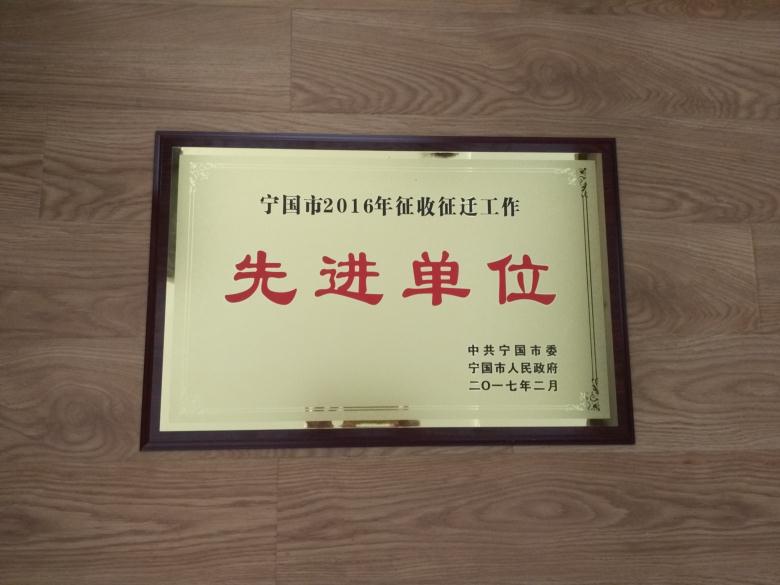 宁国市2016年征收征迁工作
先进单位
中共宁国市委
宁国市人民政府
二〇一七年二月